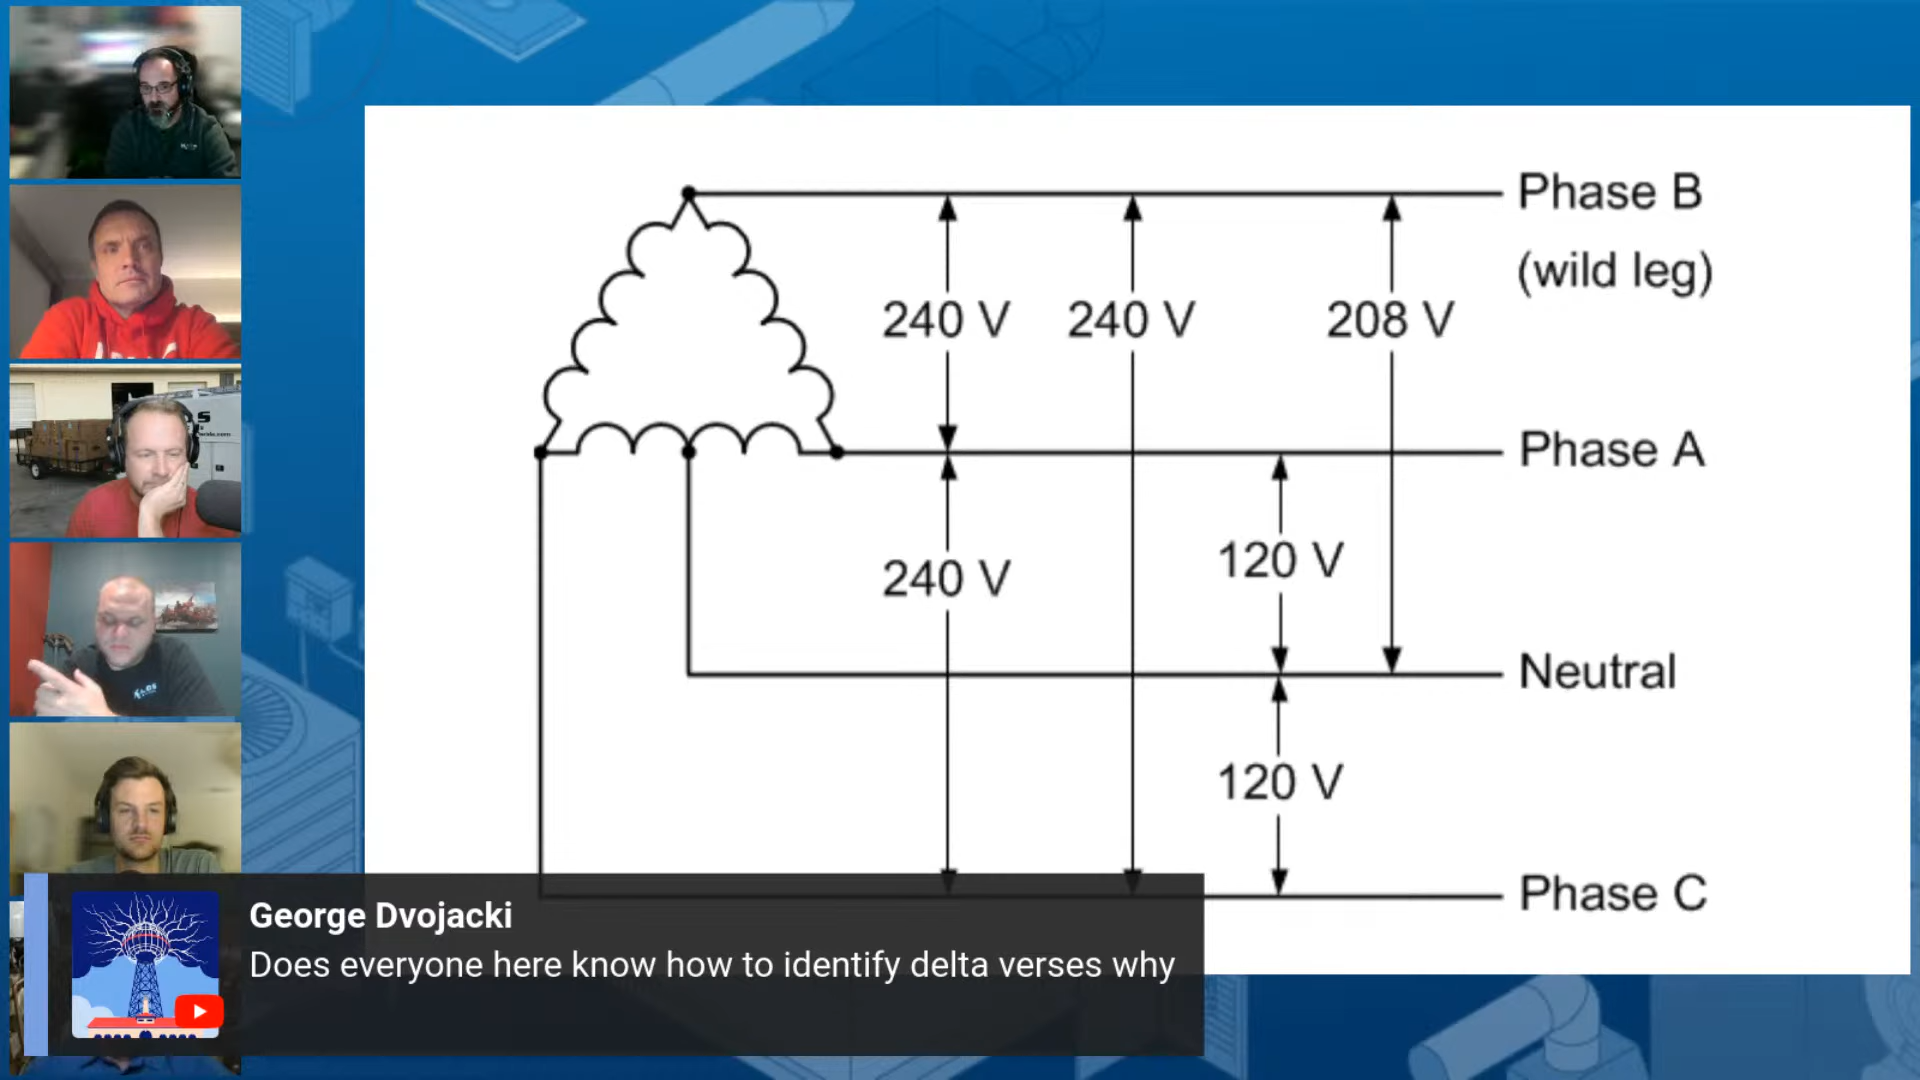 Phase B
(wild leg)
240 V 240 V 208 V
Phase A
240 V
120 V
Neutral
120 V
Phase C
George Dvojacki
Does everyone here know how to identify delta verses why